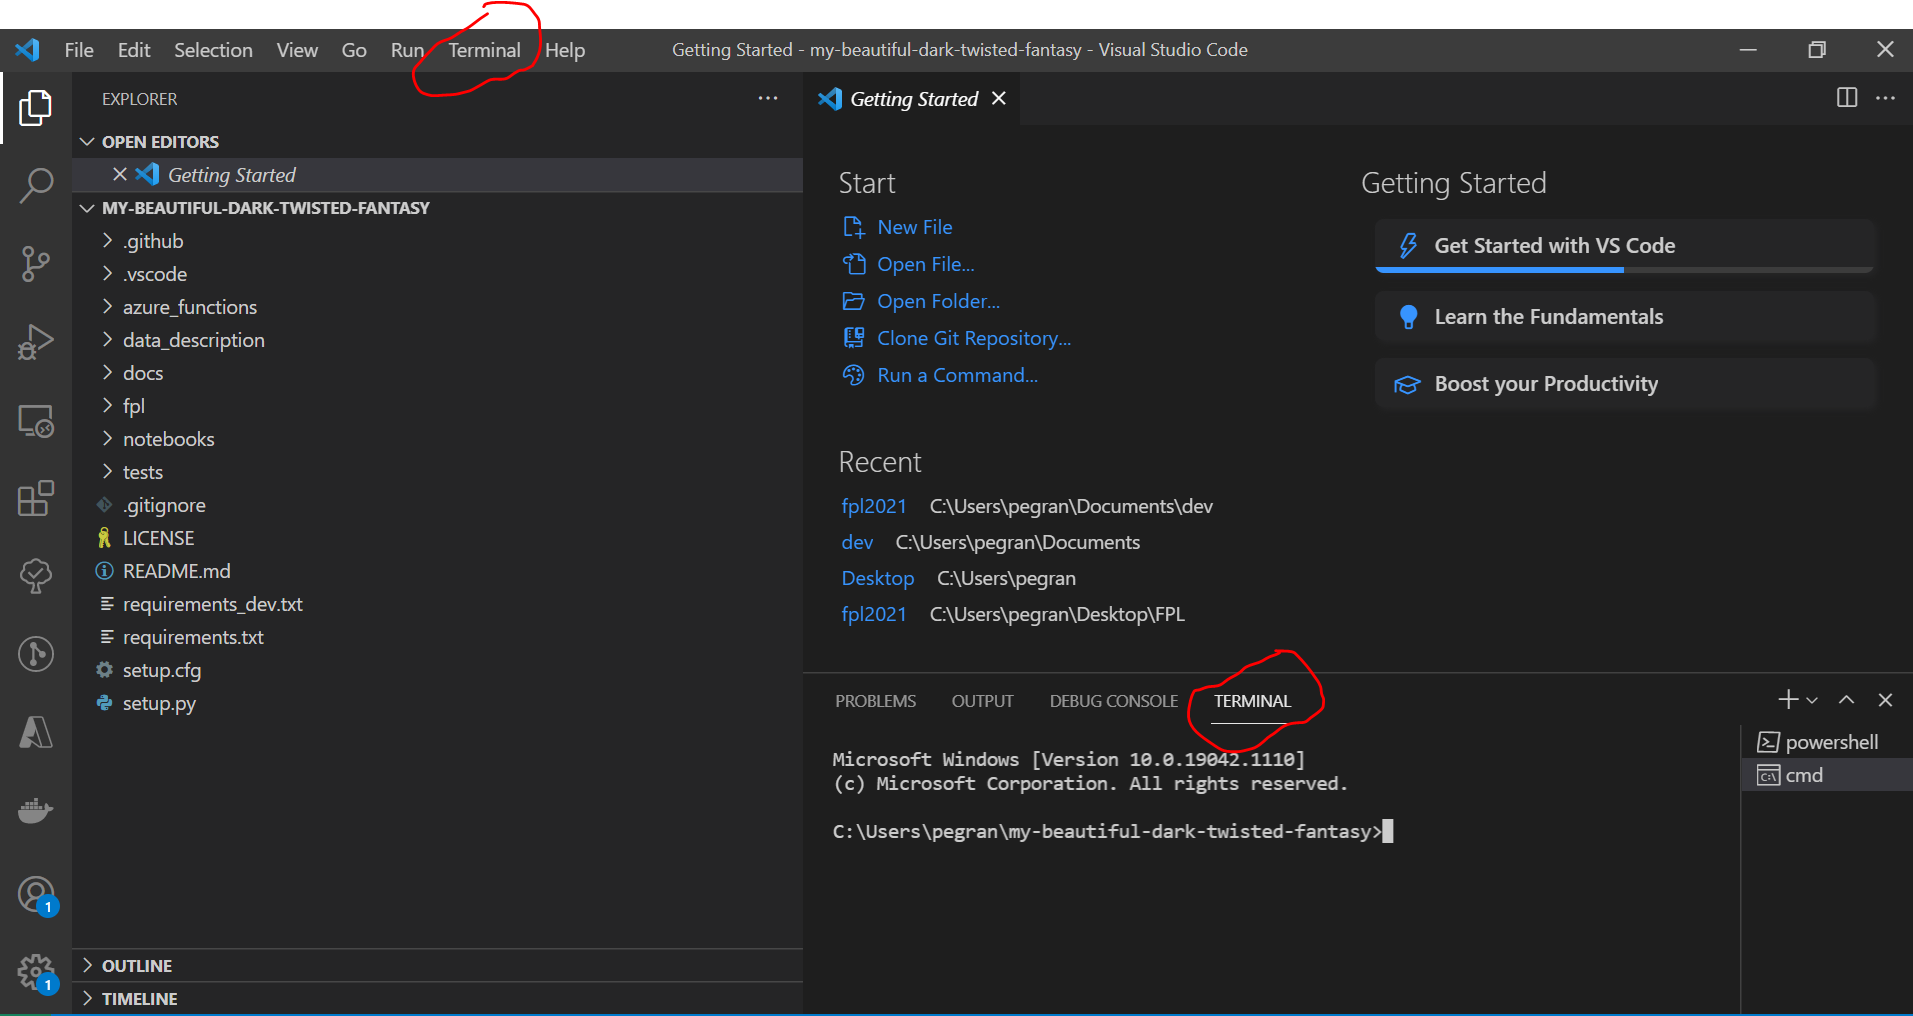 File Edit Selection View Go Run Terminal Help Getting Started - my-beautiful-dark-twisted-fantasy - Visual Studio Code
EXPLORER
OPEN EDITORS
Getting Started
MY-BEAUTIFUL-DARK-TWISTED-FANTASY
.github
.vscode
azure_functions
data_description
docs
fpl
notebooks
tests
.gitignore
LICENSE
README.md
requirements_dev.txt
requirements.txt
setup.cfg
setup.py
OUTLINE
TIMELINE
1
1
Getting Started
Start
New File
Open File...
Open Folder...
Clone Git Repository...
Run a Command...
Recent
fpl2021 C:\Users\pegran\Documents\dev
dev C:\Users\pegran\Documents
Desktop C:\Users\pegran
fpl2021 C:\Users\pegran\Desktop\FPL
Getting Started
Get Started with VS Code
Learn the Fundamentals
Boost your Productivity
PROBLEMS OUTPUT DEBUG CONSOLE TERMINAL
Microsoft Windows [Version 10.0.19042.1110]
(c) Microsoft Corporation. All rights reserved.
C:\Users\pegran\my-beautiful-dark-twisted-fantasy>
powershell
cmd